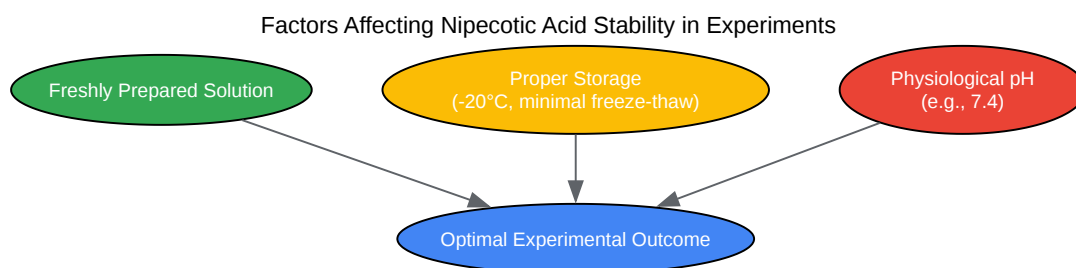 Factors Affecting Nipecotic Acid Stability in Experiments
Freshly Prepared Solution
Proper Storage
(-20°C, minimal freeze-thaw)
Physiological pH
(e.g., 7.4)
Optimal Experimental Outcome